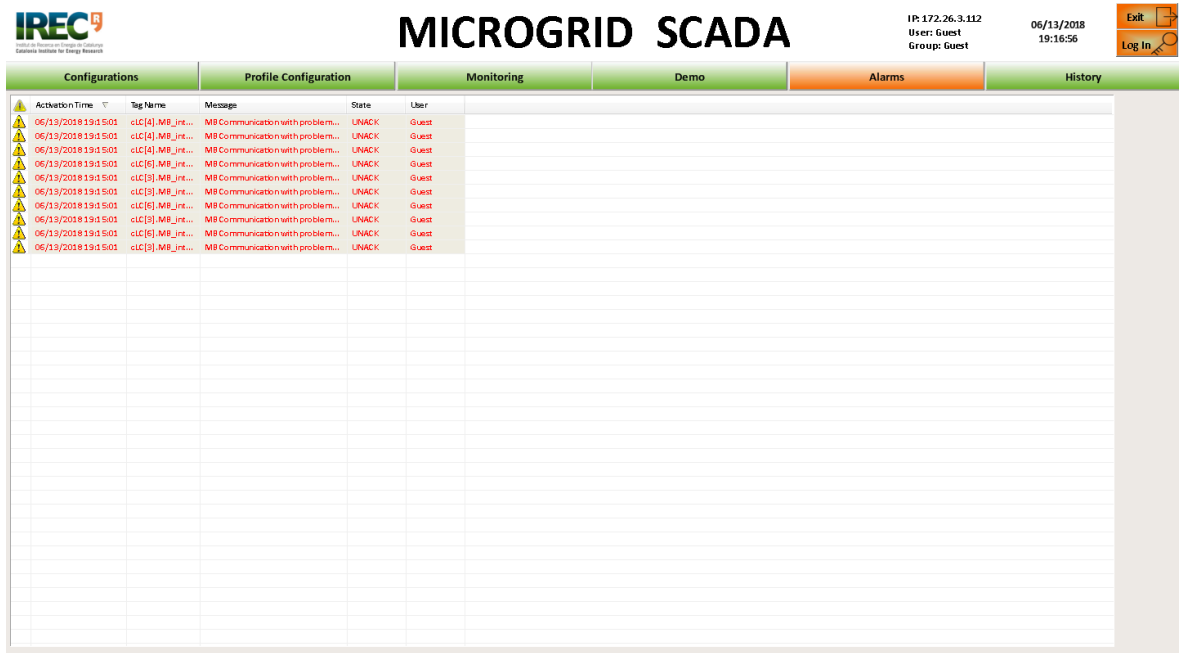 IREC
Institut de Recerca en Energia de Catalunya
Catalonia Institute for Energy Research
MICROGRID SCADA
IP: 172.26.3.112
User: Guest
Group: Guest
06/13/2018
19:16:56
Exit
Log In
Configurations Profile Configuration Monitoring Demo Alarms History
Activation Time Tag Name Message State User
06/13/2018 19:15:01 cLC[4].MB_int... MB Communication with problem... UNACK Guest
06/13/2018 19:15:01 cLC[4].MB_int... MB Communication with problem... UNACK Guest
06/13/2018 19:15:01 cLC[4].MB_int... MB Communication with problem... UNACK Guest
06/13/2018 19:15:01 cLC[5].MB_int... MB Communication with problem... UNACK Guest
06/13/2018 19:15:01 cLC[3].MB_int... MB Communication with problem... UNACK Guest
06/13/2018 19:15:01 cLC[3].MB_int... MB Communication with problem... UNACK Guest
06/13/2018 19:15:01 cLC[5].MB_int... MB Communication with problem... UNACK Guest
06/13/2018 19:15:01 cLC[3].MB_int... MB Communication with problem... UNACK Guest
06/13/2018 19:15:01 cLC[5].MB_int... MB Communication with problem... UNACK Guest
06/13/2018 19:15:01 cLC[3].MB_int... MB Communication with problem... UNACK Guest